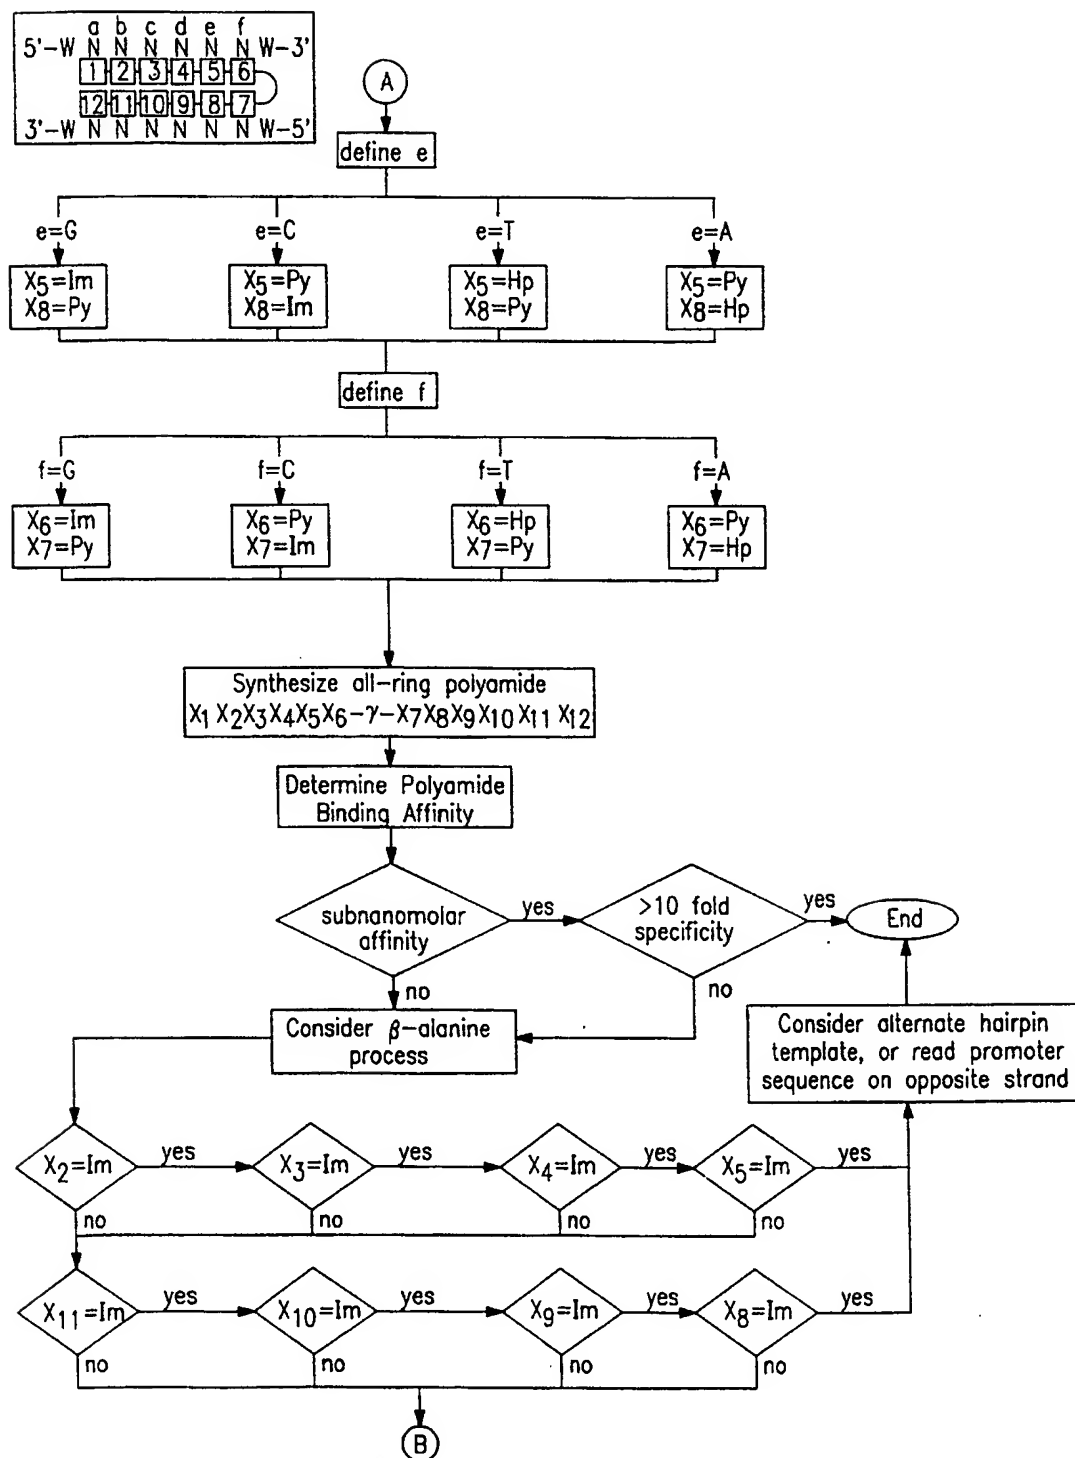 a b c d e f
5'-W N N N N N N W-3'
1 2 3 4 5 6
12 11 10 9 8 7
3'-W N N N N N N W-5'
A
define e
e=G e=C e=T e=A
X5=Im X5=Py X5=Hp X5=Py
X8=Py X8=Im X8=Py X8=Hp
define f
f=G f=C f=T f=A
X6=Im X6=Py X6=Hp X6=Py
X7=Py X7=Im X7=Py X7=Hp
Synthesize all-ring polyamide
X1 X2X3X4X5X6-γ-X7X8X9X10X11 X12
Determine Polyamide
Binding Affinity
subnanomolar
affinity
yes
>10 fold
specificity
yes
End
no
no
Consider β-alanine
process
Consider alternate hairpin
template, or read promoter
sequence on opposite strand
X2=Im yes X3=Im yes X4=Im yes X5=Im yes
no no no no
X11=Im yes X10=Im yes X9=Im yes X8=Im yes
no no no no
B